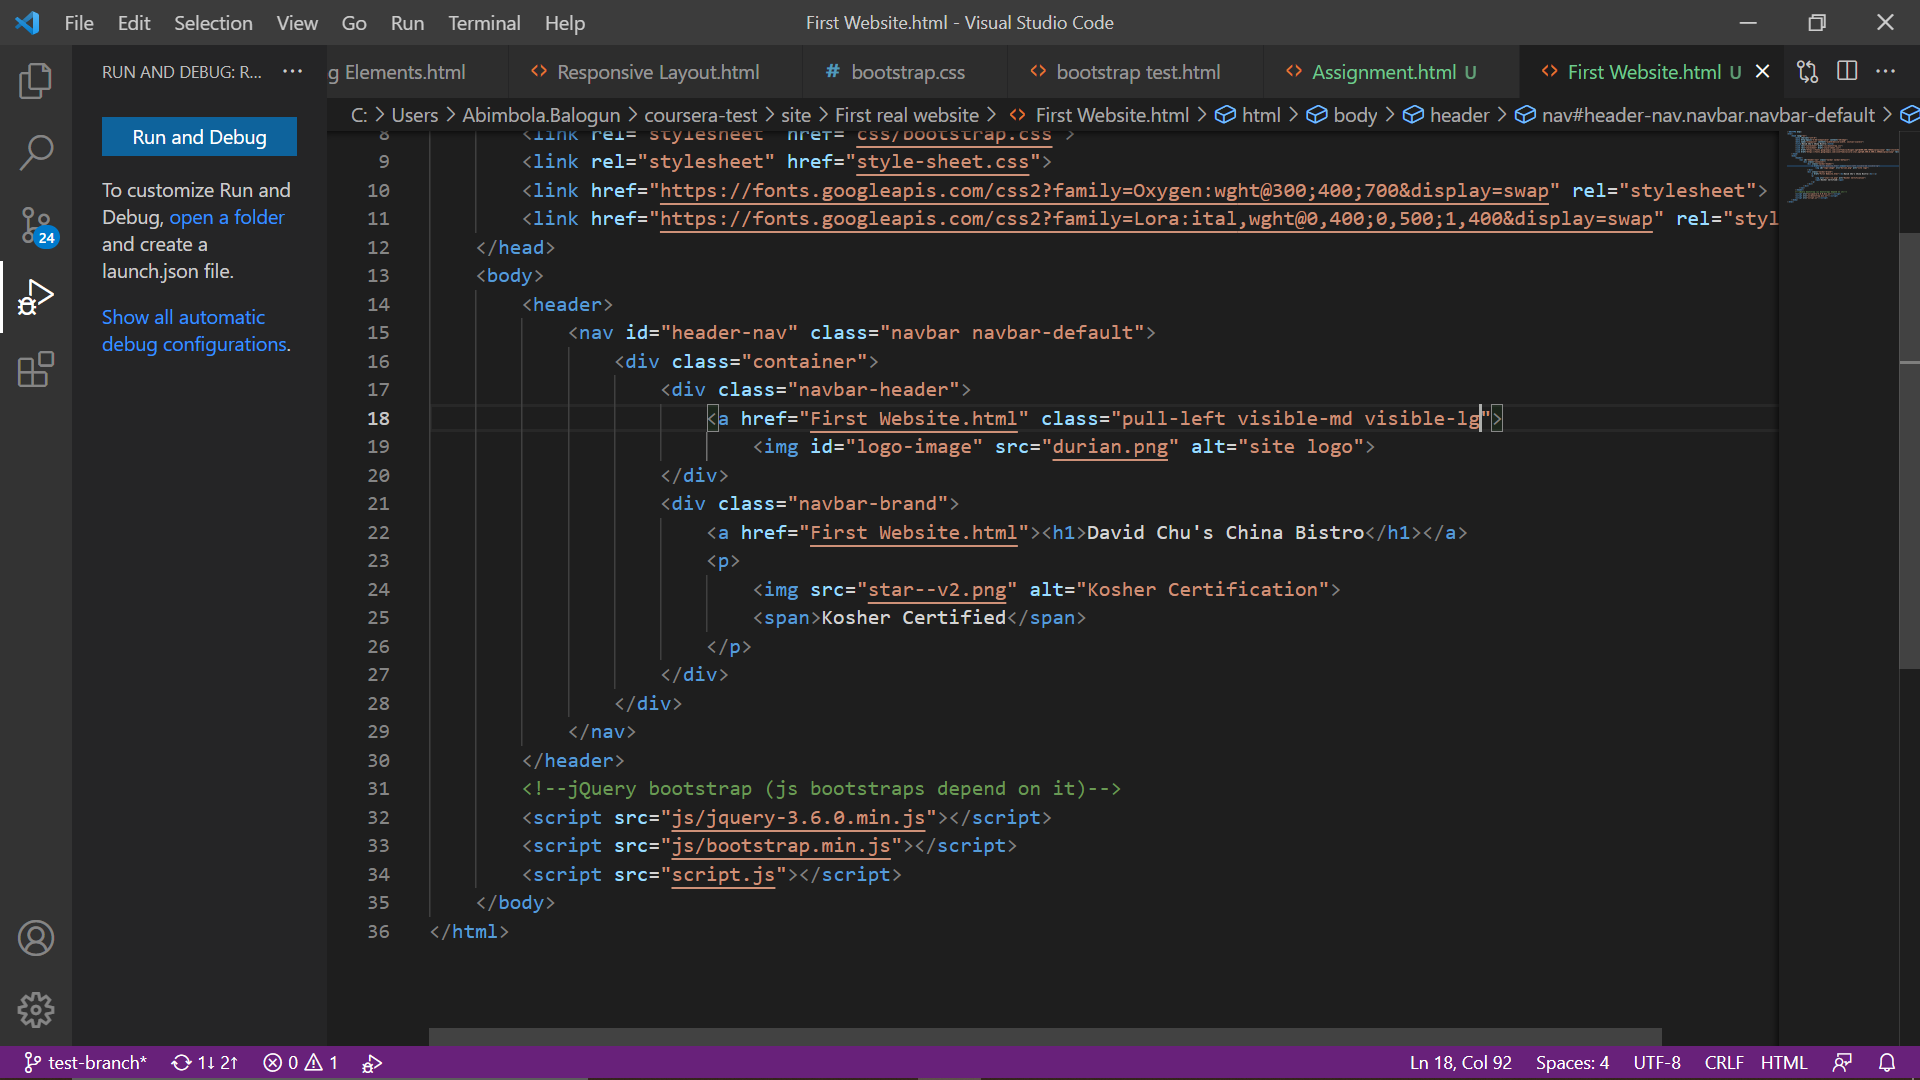 File Edit Selection View Go Run Terminal Help
First Website.html - Visual Studio Code
RUN AND DEBUG: R... ···
g Elements.html
<> Responsive Layout.html
# bootstrap.css
<> bootstrap test.html
<> Assignment.html U
<> First Website.html U
C: > Users > Abimbola.Balogun > coursera-test > site > First real website > <> First Website.html > html > body > header > nav#header-nav.navbar.navbar-default >
Run and Debug
To customize Run and
Debug, open a folder
and create a
launch.json file.
Show all automatic
debug configurations.
24
8 <link rel="stylesheet" href="css/bootstrap.css">
9 <link rel="stylesheet" href="style-sheet.css">
10 <link href="https://fonts.googleapis.com/css2?family=Oxygen:wght@300;400;700&display=swap" rel="stylesheet">
11 <link href="https://fonts.googleapis.com/css2?family=Lora:ital,wght@0,400;0,500;1,400&display=swap" rel="styl
12 </head>
13 <body>
14 <header>
15 <nav id="header-nav" class="navbar navbar-default">
16 <div class="container">
17 <div class="navbar-header">
18 <a href="First Website.html" class="pull-left visible-md visible-lg">
19 <img id="logo-image" src="durian.png" alt="site logo">
20 </div>
21 <div class="navbar-brand">
22 <a href="First Website.html"><h1>David Chu's China Bistro</h1></a>
23 <p>
24 <img src="star--v2.png" alt="Kosher Certification">
25 <span>Kosher Certified</span>
26 </p>
27 </div>
28 </div>
29 </nav>
30 </header>
31 <!--jQuery bootstrap (js bootstraps depend on it)-->
32 <script src="js/jquery-3.6.0.min.js"></script>
33 <script src="js/bootstrap.min.js"></script>
34 <script src="script.js"></script>
35 </body>
36 </html>
test-branch* 1↓ 2↑ 0 1
Ln 18, Col 92 Spaces: 4 UTF-8 CRLF HTML